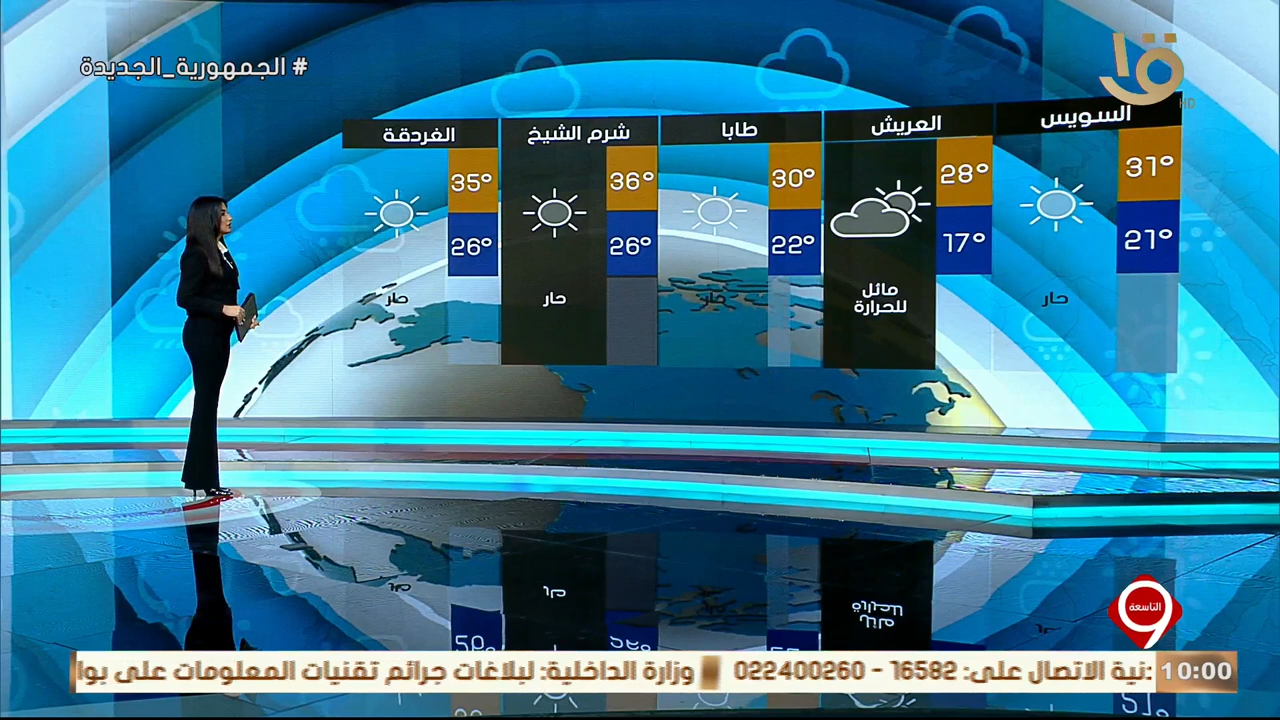 # الجمهورية_الجديدة
قا
HD
السويس
31°
21°
حار
العريش
28°
17°
مائل
للحرارة
طابا
30°
22°
حار
شرم الشيخ
36°
26°
حار
الغردقة
35°
26°
حار
التاسعة
9
10:00
نية الاتصال على: 16582 - 022400260 وزارة الداخلية: لبلاغات جرائم تقنيات المعلومات على بوا